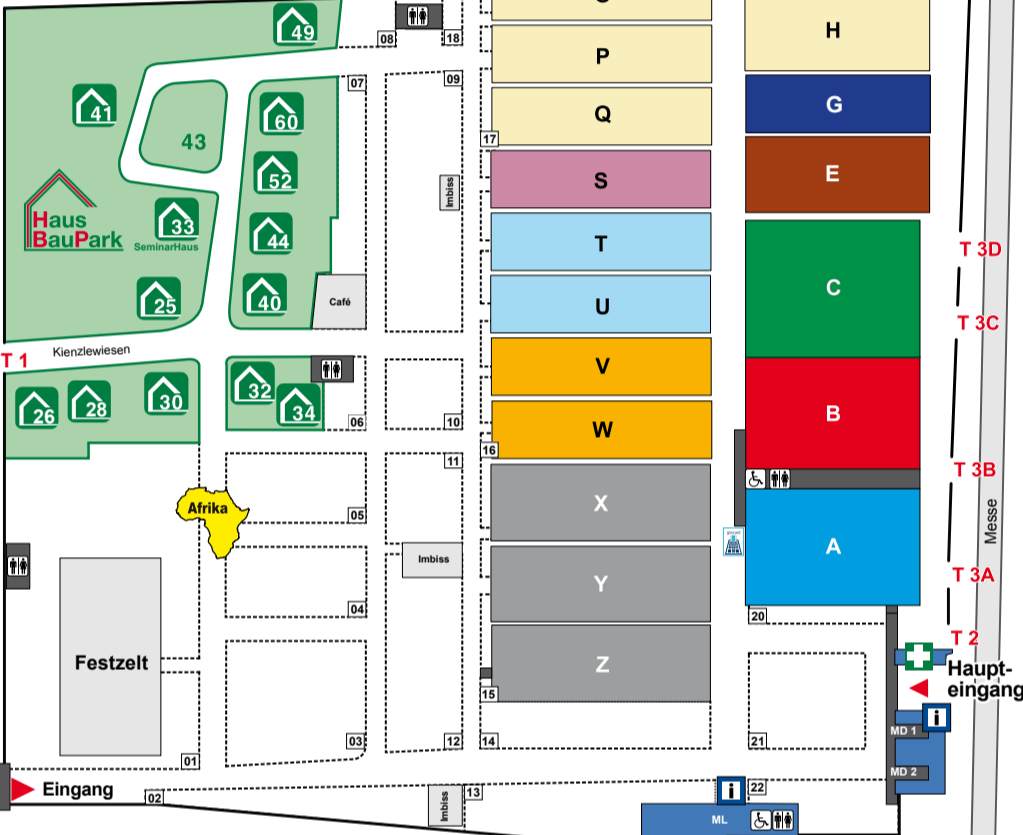 49
08
18
P
H
41
07
09
60
43
Q
G
17
52
S
E
Imbiss
Haus
BauPark
33
SeminarHaus
44
T
T 3D
25
40
Café
U
C
T 3C
T 1
Kienzlewiesen
V
26
28
30
32
34
06
10
W
B
16
11
T 3B
Afrika
05
X
Messe
Imbiss
A
T 3A
04
Y
20
T 2
Festzelt
Z
Haupt-
eingang
15
03
12
14
21
MD 1
01
MD 2
Eingang
02
13
22
Imbiss
ML